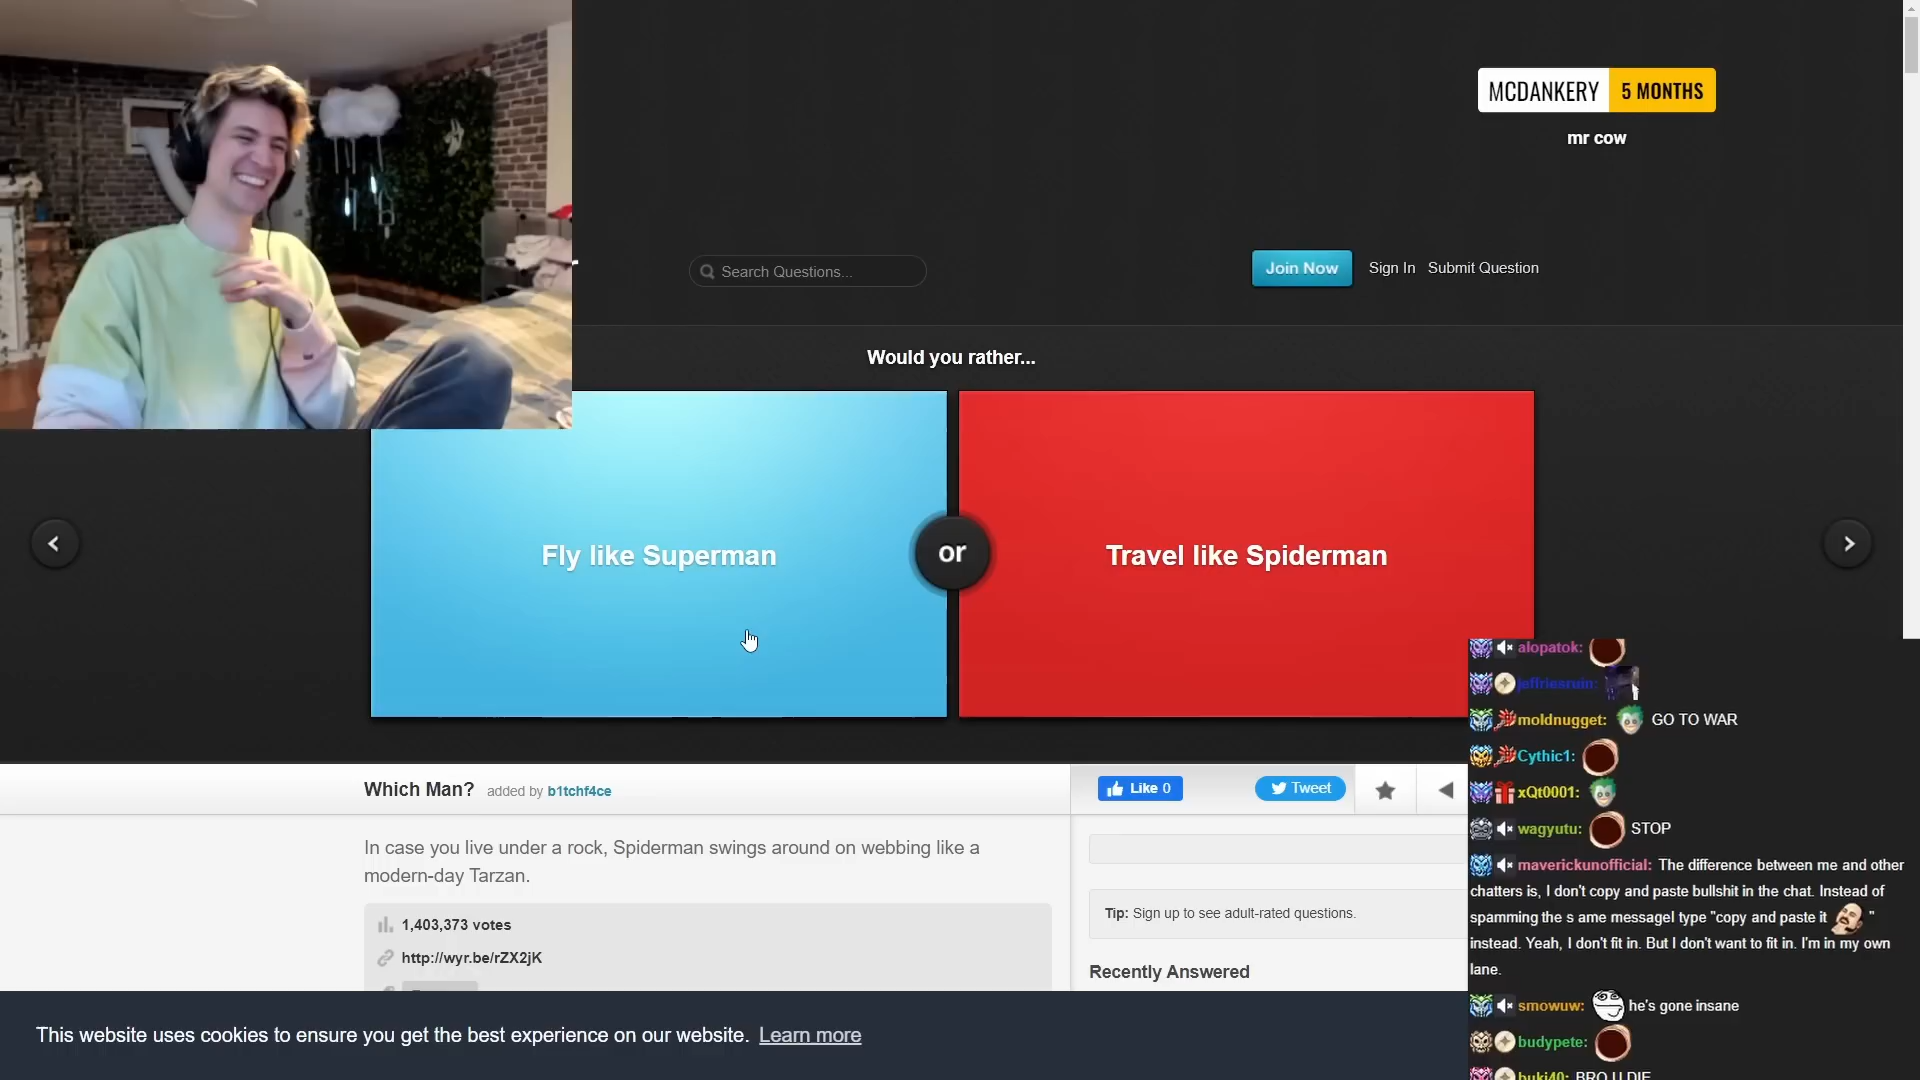 MCDANKERY 5 MONTHS
mr cow
Search Questions...
Join Now Sign In Submit Question
Would you rather...
Fly like Superman
or
Travel like Spiderman
Which Man? added by b1tchf4ce
Like 0
Tweet
In case you live under a rock, Spiderman swings around on webbing like a
modern-day Tarzan.
1,403,373 votes
http://wyr.be/rZX2jK
Tip: Sign up to see adult-rated questions.
Recently Answered
This website uses cookies to ensure you get the best experience on our website. Learn more
alopatok:
jeffriesruin:
moldnugget: GO TO WAR
Cythic1:
xQt0001:
wagyutu: STOP
maverickunofficial: The difference between me and other
chatters is, I don't copy and paste bullshit in the chat. Instead of
spamming the s ame messageI type "copy and paste it "
instead. Yeah, I don't fit in. But I don't want to fit in. I'm in my own
lane.
smowuw: he's gone insane
budypete:
buki40: BRO U DIE